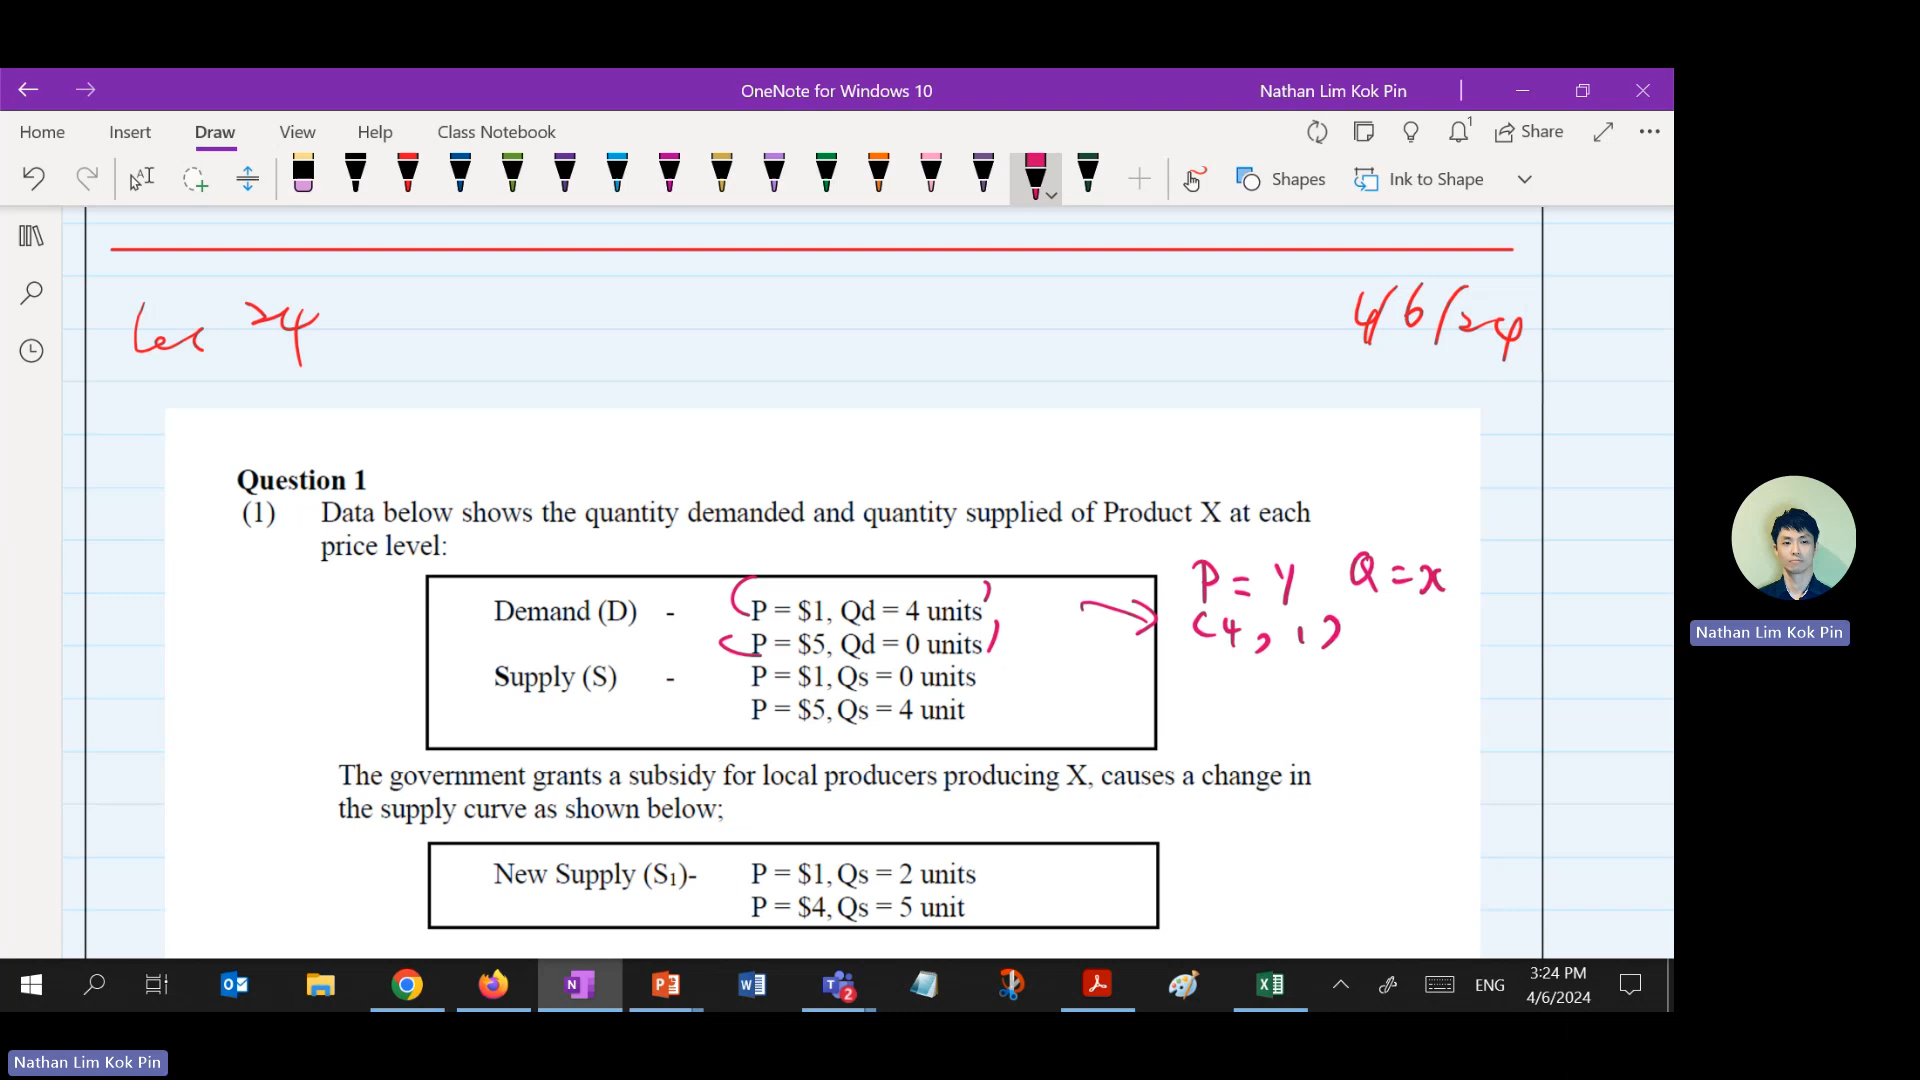 OneNote for Windows 10
Nathan Lim Kok Pin
Home Insert Draw View Help Class Notebook
1
Share
Shapes
Ink to Shape
Lec 24
4/6/24
Question 1
(1) Data below shows the quantity demanded and quantity supplied of Product X at each
price level:
P = y Q = x
Demand (D) - (P = $1, Qd = 4 units)
(4, 1)
(P = $5, Qd = 0 units)
Supply (S) - P = $1, Qs = 0 units
P = $5, Qs = 4 unit
The government grants a subsidy for local producers producing X, causes a change in
the supply curve as shown below;
New Supply (S₁)- P = $1, Qs = 2 units
P = $4, Qs = 5 unit
Nathan Lim Kok Pin
2
ENG
3:24 PM
4/6/2024
Nathan Lim Kok Pin